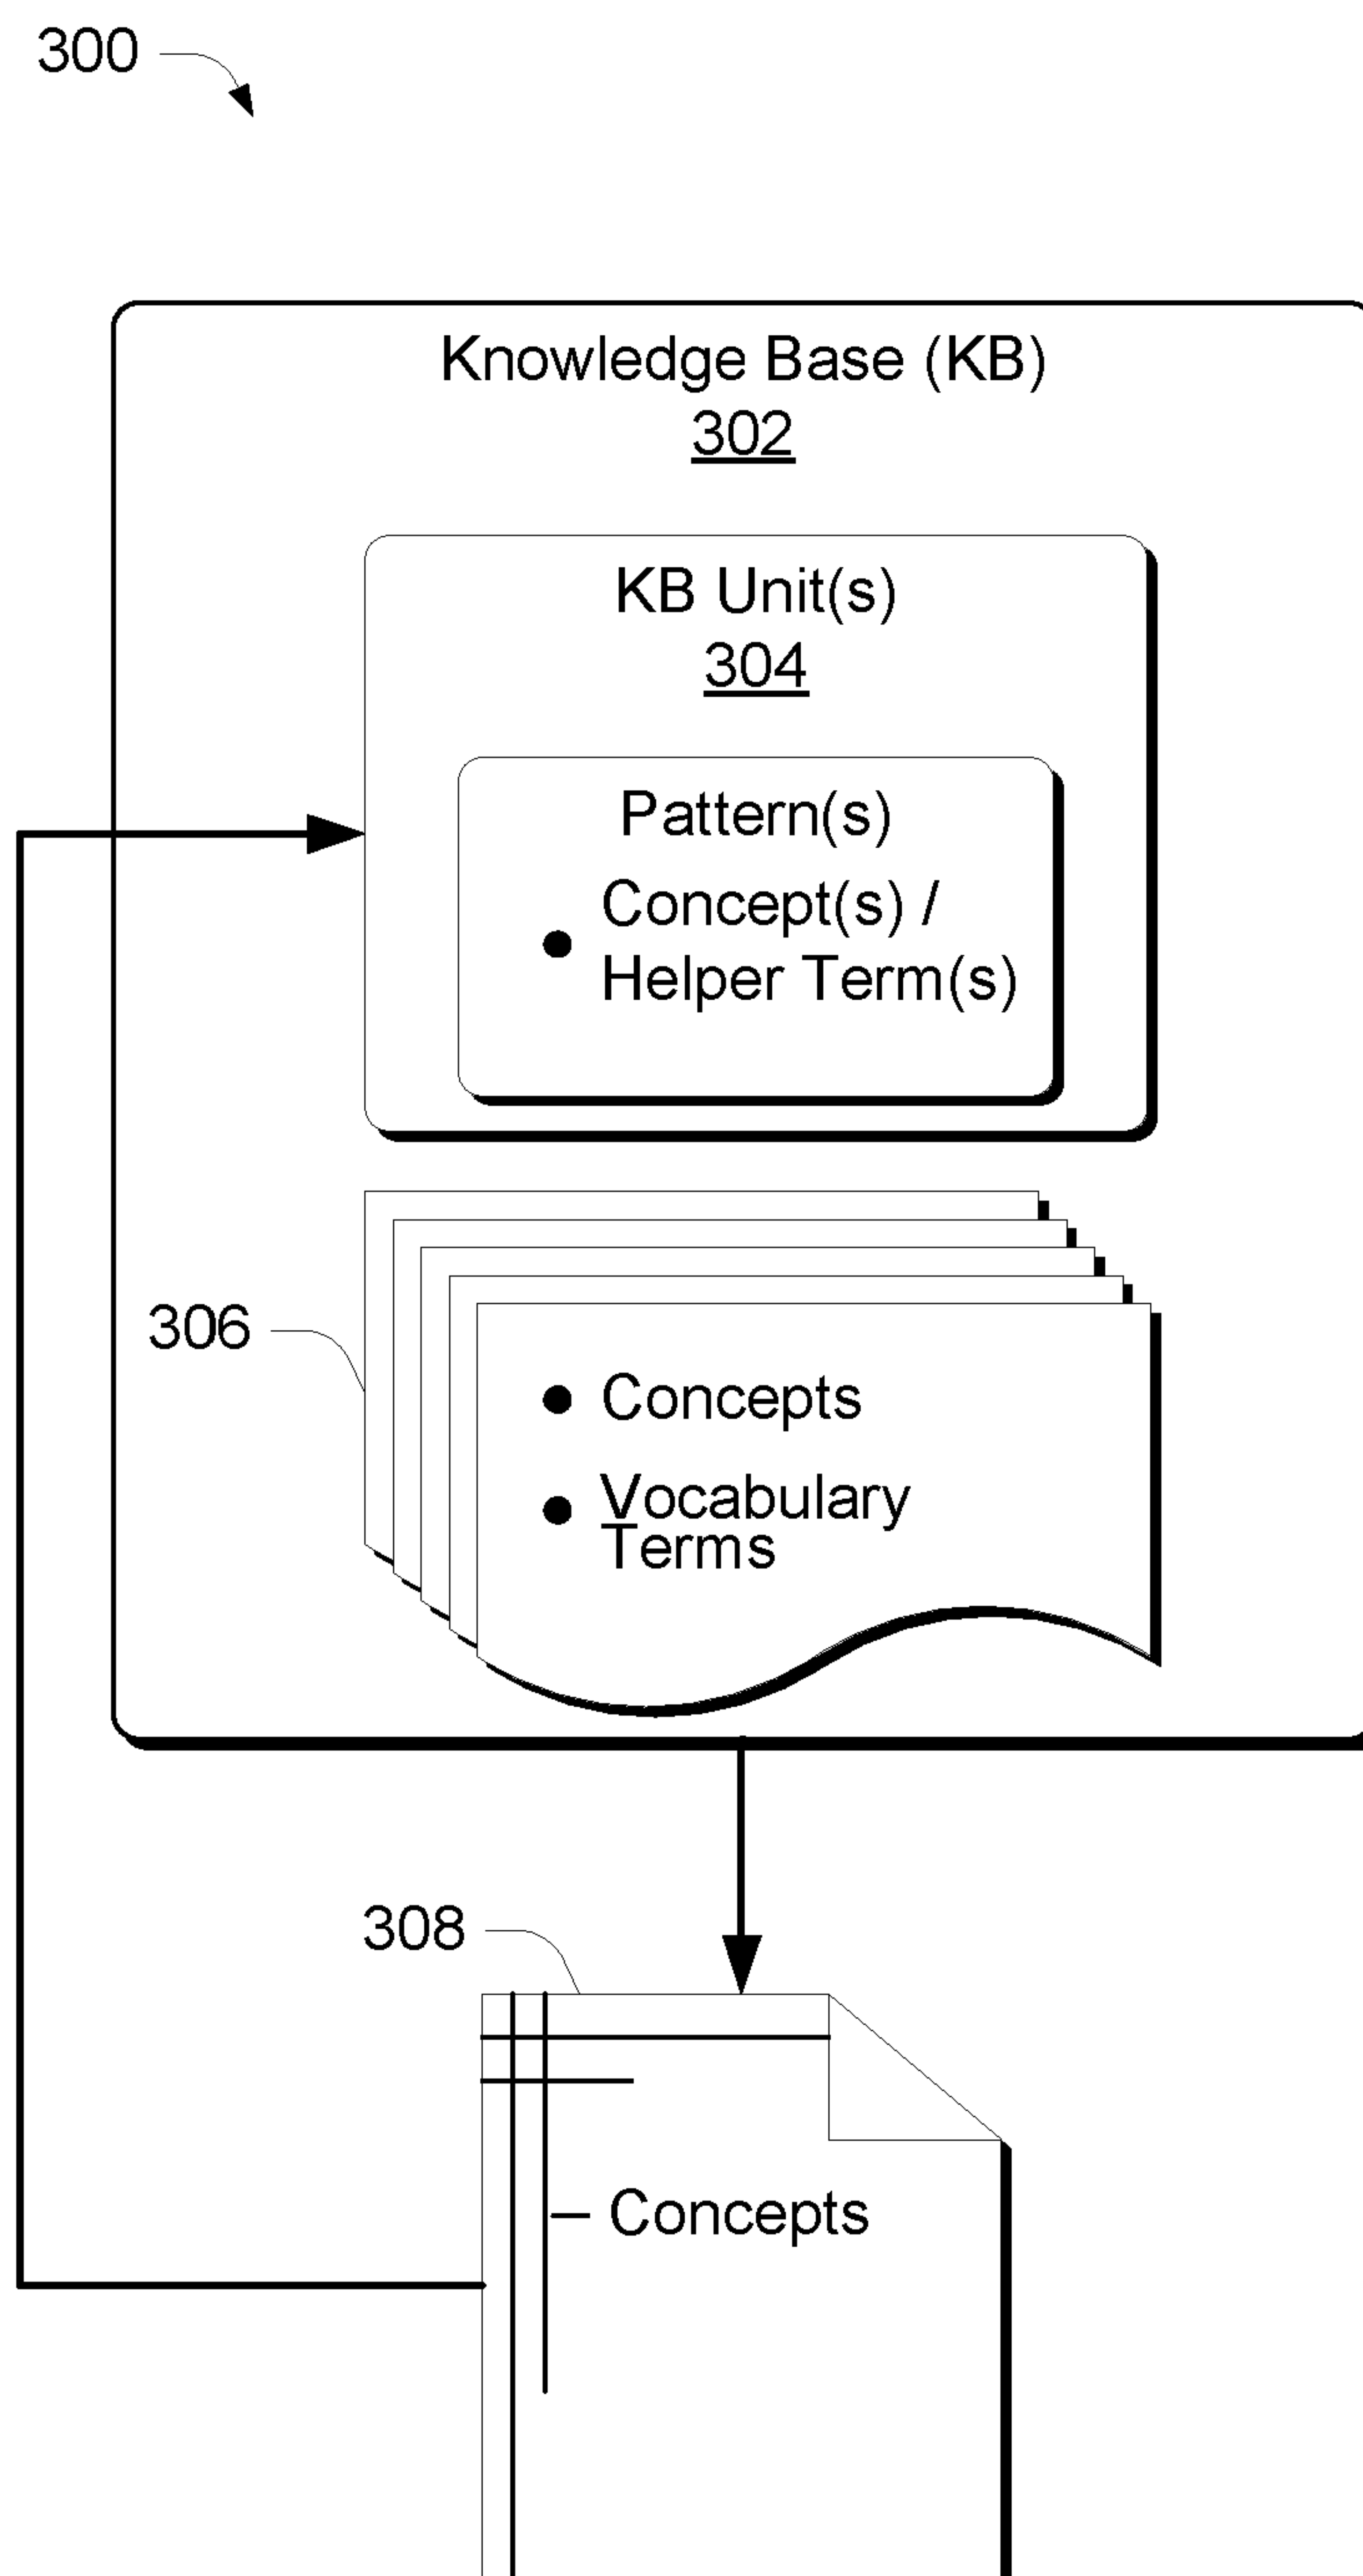 300
Knowledge Base (KB)
302
KB Unit(s)
304
Pattern(s)
● Concept(s) /
Helper Term(s)
306
● Concepts
● Vocabulary
Terms
308
– Concepts